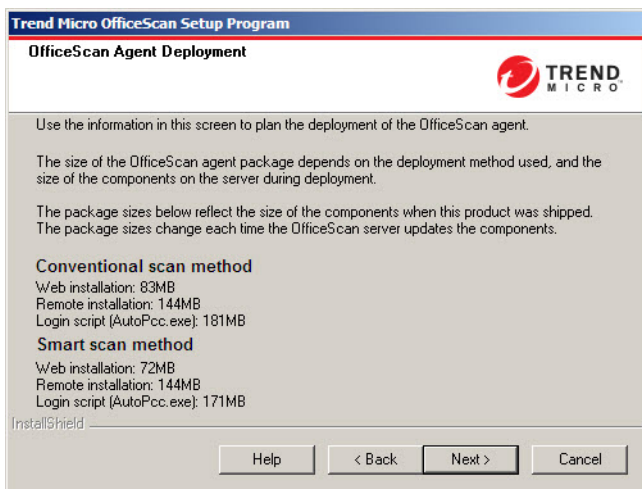 Trend Micro OfficeScan Setup Program
OfficeScan Agent Deployment
TREND
MICRO
Use the information in this screen to plan the deployment of the OfficeScan agent.
The size of the OfficeScan agent package depends on the deployment method used, and the
size of the components on the server during deployment.
The package sizes below reflect the size of the components when this product was shipped.
The package sizes change each time the OfficeScan server updates the components.
Conventional scan method
Web installation: 83MB
Remote installation: 144MB
Login script (AutoPcc.exe): 181MB
Smart scan method
Web installation: 72MB
Remote installation: 144MB
Login script (AutoPcc.exe): 171MB
InstallShield
Help < Back Next > Cancel